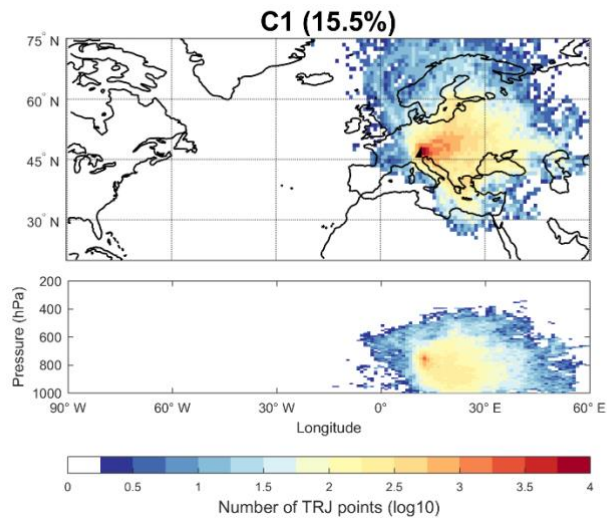 C1 (15.5%)
75° N
60° N
45° N
30° N
200
400
600
800
1000
Pressure (hPa)
90° W 60° W 30° W 0° 30° E 60° E
Longitude
0 0.5 1 1.5 2 2.5 3 3.5 4
Number of TRJ points (log10)